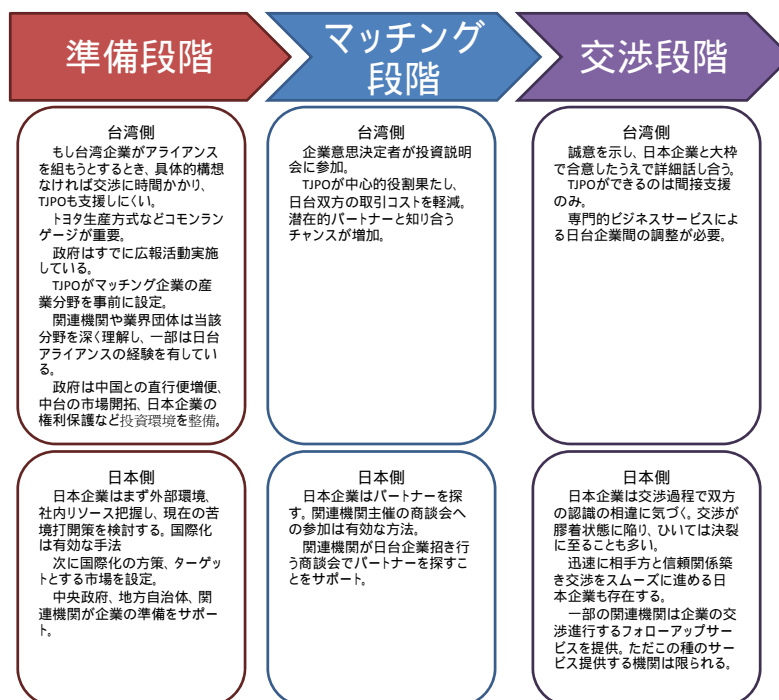 準備段階
マッチング
段階
交渉段階
台湾側
もし台湾企業がアライアンス
を組もうとするとき、具体的構想
なければ交渉に時間かかり、
TJPOも支援しにくい。
トヨタ生産方式などコモンラン
ゲージが重要。
政府はすでに広報活動実施
している。
TJPOがマッチング企業の産
業分野を事前に設定。
関連機関や業界団体は当該
分野を深く理解し、一部は日台
アライアンスの経験を有してい
る。
政府は中国との直行便増便、
中台の市場開拓、日本企業の
権利保護など投資環境を整備。
台湾側
企業意思決定者が投資説明
会に参加。
TJPOが中心的役割果たし、
日台双方の取引コストを軽減。
潜在的パートナーと知り合う
チャンスが増加。
台湾側
誠意を示し、日本企業と大枠
で合意したうえで詳細話し合う。
TJPOができるのは間接支援
のみ。
専門的ビジネスサービスによ
る日台企業間の調整が必要。
日本側
日本企業はまず外部環境、
社内リソース把握し、現在の苦
境打開策を検討する。国際化
は有効な手法
次に国際化の方策、ターゲッ
トとする市場を設定。
中央政府、地方自治体、関
連機関が企業の準備をサポー
ト。
日本側
日本企業はパートナーを探
す。関連機関主催の商談会へ
の参加は有効な方法。
関連機関が日台企業招き行
う商談会でパートナーを探すこ
とをサポート。
日本側
日本企業は交渉過程で双方
の認識の相違に気づく。交渉が
膠着状態に陥り、ひいては決裂
に至ることも多い。
迅速に相手方と信頼関係築
き交渉をスムーズに進める日
本企業も存在する。
一部の関連機関は企業の交
渉進行するフォローアップサー
ビスを提供。ただこの種のサー
ビス提供する機関は限られる。